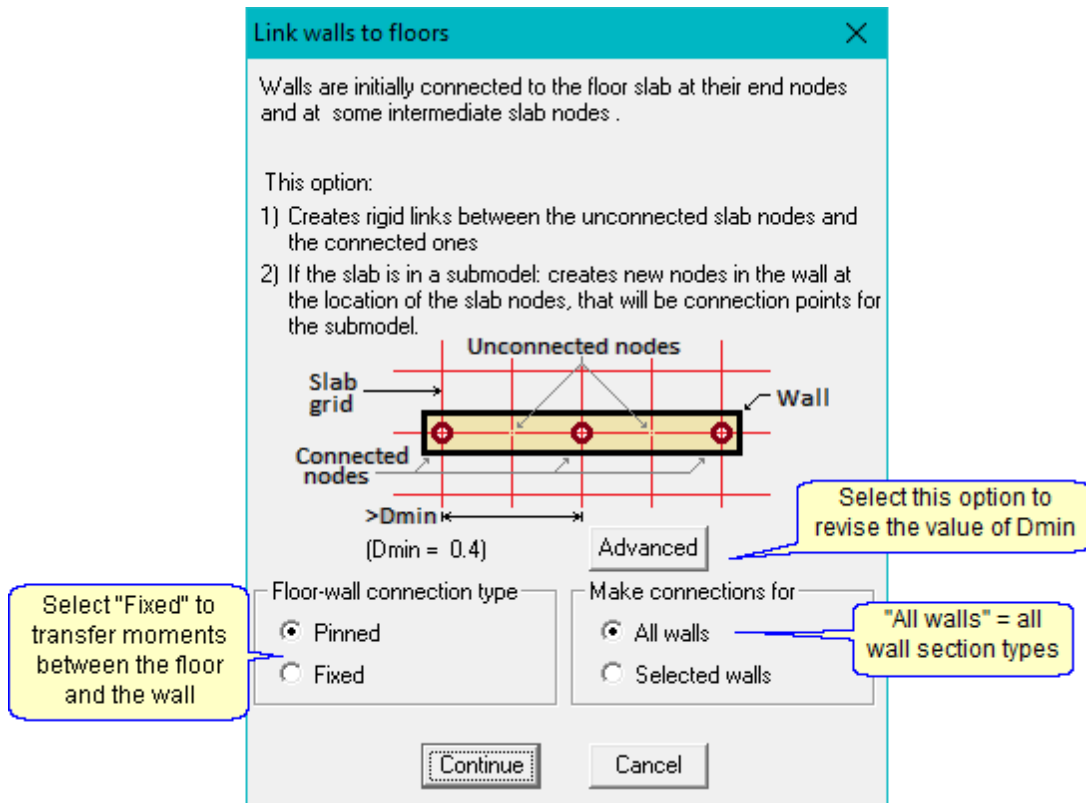 Link walls to floors
Walls are initially connected to the floor slab at their end nodes
and at some intermediate slab nodes .
This option:
1) Creates rigid links between the unconnected slab nodes and
the connected ones
2) If the slab is in a submodel: creates new nodes in the wall at
the location of the slab nodes, that will be connection points for
the submodel.
Unconnected nodes
Slab
grid
Wall
Connected
nodes
>Dmin
(Dmin = 0.4)
Advanced
Select this option to
revise the value of Dmin
Floor-wall connection type
Pinned
Fixed
Select "Fixed" to
transfer moments
between the floor
and the wall
Make connections for
All walls
Selected walls
"All walls" = all
wall section types
Continue
Cancel